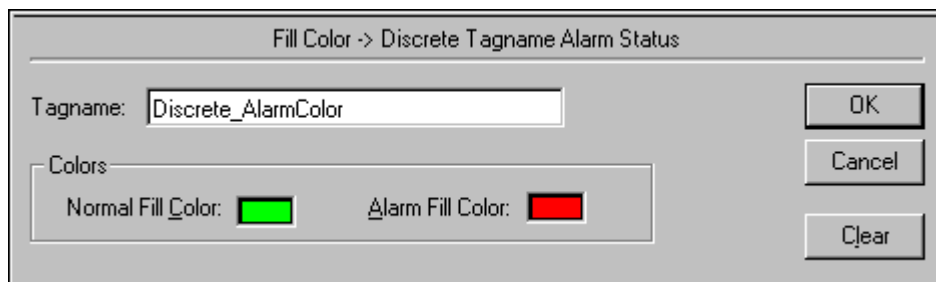 Fill Color -> Discrete Tagname Alarm Status
Tagname: Discrete_AlarmColor
OK
Colors
Cancel
Normal Fill Color: Alarm Fill Color:
Clear